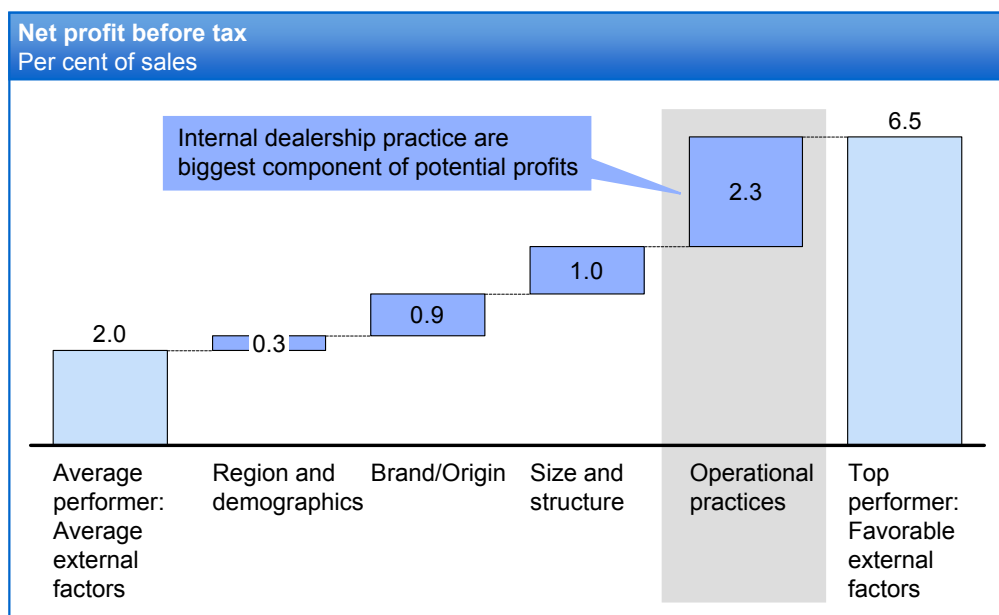 Net profit before tax
Per cent of sales
Internal dealership practice are
biggest component of potential profits
2.0
0.3
0.9
1.0
2.3
6.5
Average
performer:
Average
external
factors
Region and
demographics
Brand/Origin
Size and
structure
Operational
practices
Top
performer:
Favorable
external
factors